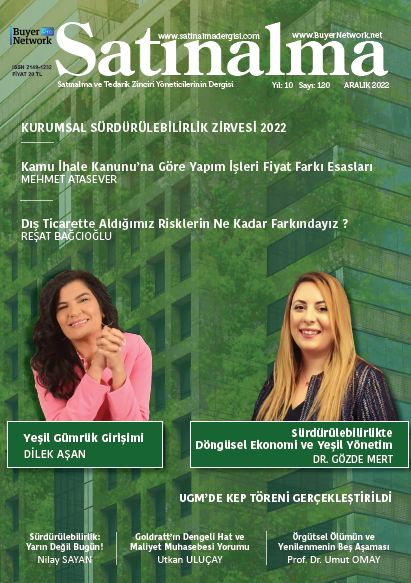 Buyer
Network
www.satinalmadergisi.com
www.BuyerNetwork.net
Satınalma
ISSN 2149-4232
FİYAT 20 TL
Satınalma ve Tedarik Zinciri Yöneticilerinin Dergisi
Yıl: 10 Sayı: 120 ARALIK 2022
KURUMSAL SÜRDÜRÜLEBİLİRLİK ZİRVESİ 2022
Kamu İhale Kanunu'na Göre Yapım İşleri Fiyat Farkı Esasları
MEHMET ATASEVER
Dış Ticarette Aldığımız Risklerin Ne Kadar Farkındayız ?
REŞAT BAĞCIOĞLU
Yeşil Gümrük Girişimi
DİLEK AŞAN
Sürdürülebilirlikte
Döngüsel Ekonomi ve Yeşil Yönetim
DR. GÖZDE MERT
UGM'DE KEP TÖRENİ GERÇEKLEŞTİRİLDİ
Sürdürülebilirlik:
Yarın Değil Bugün!
Nilay SAYAN
Goldratt'ın Dengeli Hat ve
Maliyet Muhasebesi Yorumu
Utkan ULUÇAY
Örgütsel Ölümün ve
Yenilenmenin Beş Aşaması
Prof. Dr. Umut OMAY